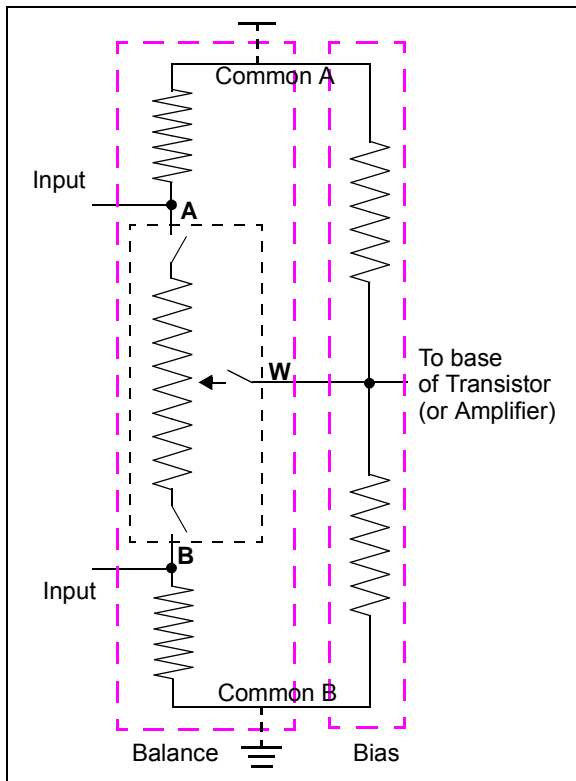 Common A
Input
A
W
To base
of Transistor
(or Amplifier)
B
Input
Common B
Balance
Bias